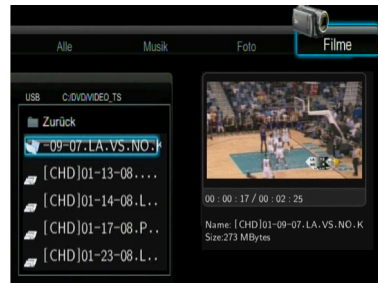 Alle Musik Foto Filme
USB C:/DVD/VIDEO_TS
Zurück
-09-07.LA.VS.NO.K
[CHD]01-13-08....
[CHD]01-14-08.L..
[CHD]01-17-08.P..
[CHD]01-23-08.L..
00 : 00 : 17 / 00 : 02 : 25
Name: [CHD]01-09-07.LA.VS.NO.K
Size:273 MBytes